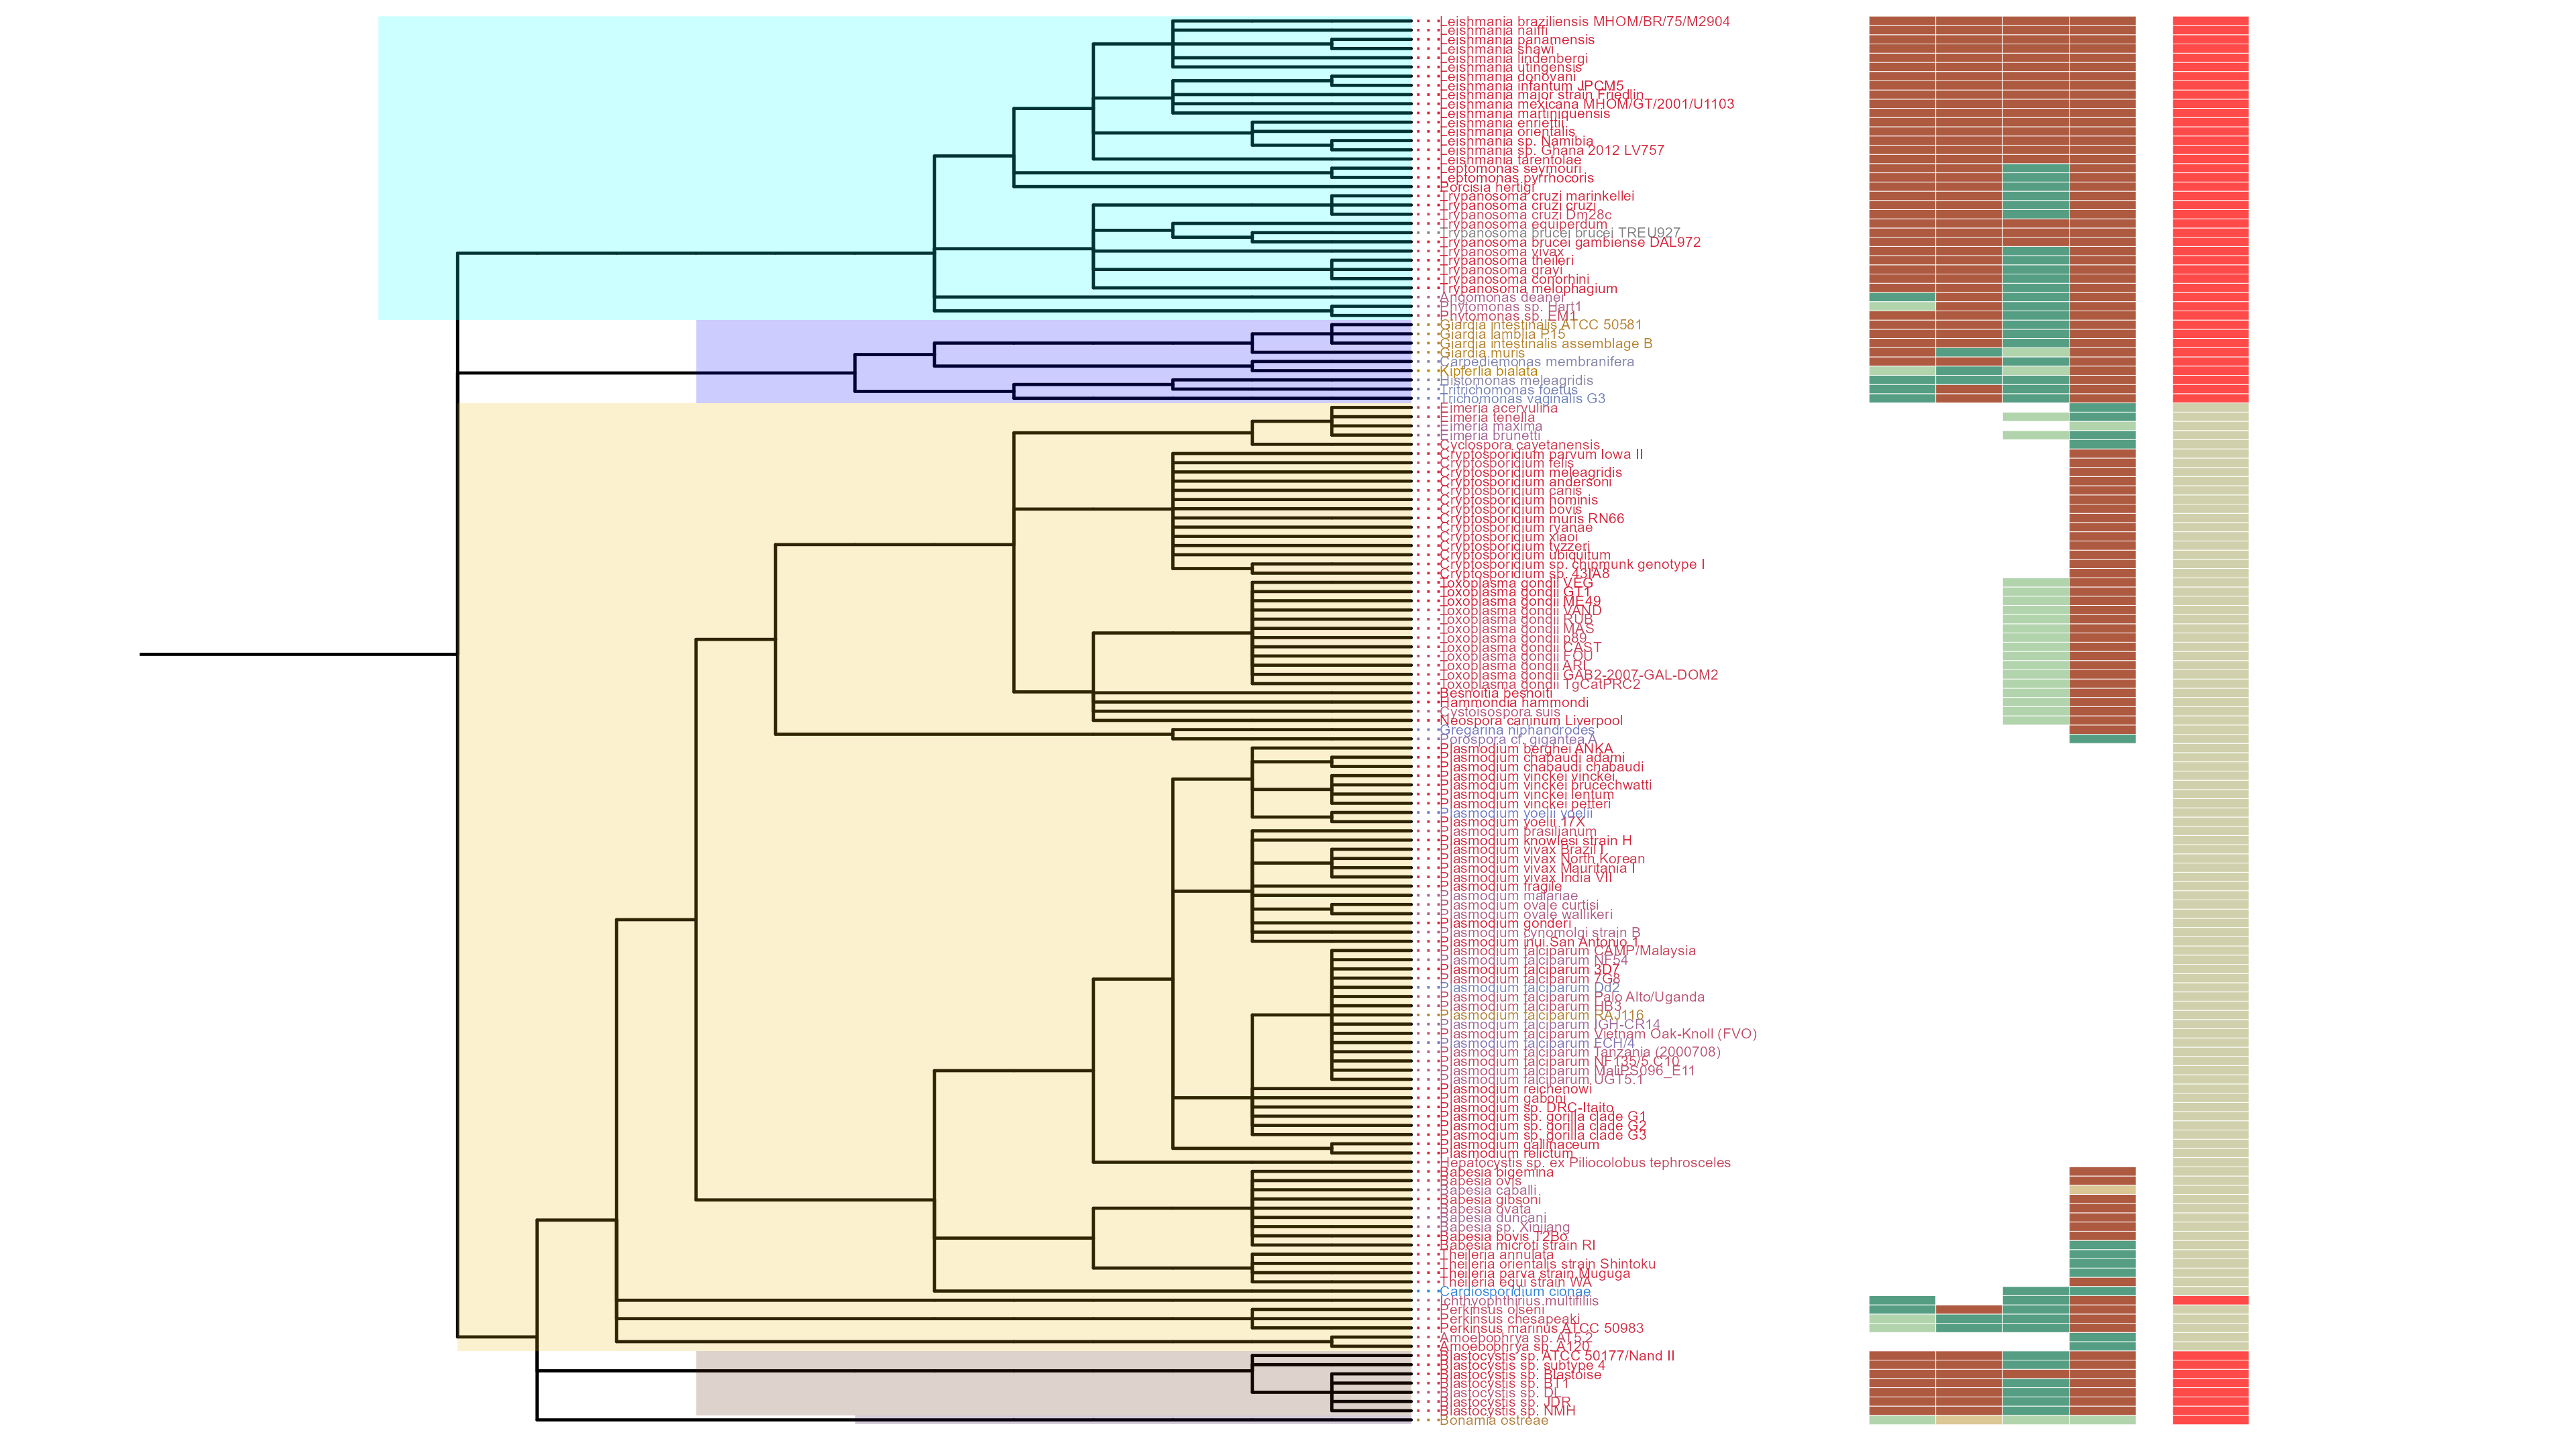 Leishmania braziliensis MHOM/BR/75/M2904
Leishmania naiffi
Leishmania panamensis
Leishmania shawi
Leishmania lindenbergi
Leishmania utingensis
Leishmania donovani
Leishmania infantum JPCM5
Leishmania major strain Friedlin
Leishmania mexicana MHOM/GT/2001/U1103
Leishmania martiniquensis
Leishmania enriettii
Leishmania orientalis
Leishmania sp. Namibia
Leishmania sp. Ghana 2012 LV757
Leishmania tarentolae
Leptomonas seymouri
Leptomonas pyrrhocoris
Porcisia hertigi
Trypanosoma cruzi marinkellei
Trypanosoma cruzi cruzi
Trypanosoma cruzi Dm28c
Trypanosoma equiperdum
Trypanosoma brucei brucei TREU927
Trypanosoma brucei gambiense DAL972
Trypanosoma vivax
Trypanosoma theileri
Trypanosoma grayi
Trypanosoma conorhini
Trypanosoma melophagium
Angomonas deanei
Phytomonas sp. Hart1
Phytomonas sp. EM1
Giardia intestinalis ATCC 50581
Giardia lamblia P15
Giardia intestinalis assemblage B
Giardia muris
Carpediemonas membranifera
Kipferlia bialata
Histomonas meleagridis
Tritrichomonas foetus
Trichomonas vaginalis G3
Eimeria acervulina
Eimeria tenella
Eimeria maxima
Eimeria brunetti
Cyclospora cayetanensis
Cryptosporidium parvum Iowa II
Cryptosporidium felis
Cryptosporidium meleagridis
Cryptosporidium andersoni
Cryptosporidium canis
Cryptosporidium hominis
Cryptosporidium bovis
Cryptosporidium muris RN66
Cryptosporidium ryanae
Cryptosporidium xiaoi
Cryptosporidium tyzzeri
Cryptosporidium ubiquitum
Cryptosporidium sp. chipmunk genotype I
Cryptosporidium sp. 43IA8
Toxoplasma gondii VEG
Toxoplasma gondii GT1
Toxoplasma gondii ME49
Toxoplasma gondii VAND
Toxoplasma gondii RUB
Toxoplasma gondii MAS
Toxoplasma gondii p89
Toxoplasma gondii CAST
Toxoplasma gondii FOU
Toxoplasma gondii ARI
Toxoplasma gondii GAB2-2007-GAL-DOM2
Toxoplasma gondii TgCatPRC2
Besnoitia besnoiti
Hammondia hammondi
Cystoisospora suis
Neospora caninum Liverpool
Gregarina niphandrodes
Porospora cf. gigantea A
Plasmodium berghei ANKA
Plasmodium chabaudi adami
Plasmodium chabaudi chabaudi
Plasmodium vinckei vinckei
Plasmodium vinckei brucechwatti
Plasmodium vinckei lentum
Plasmodium vinckei petteri
Plasmodium yoelii yoelii
Plasmodium yoelii 17X
Plasmodium brasilianum
Plasmodium knowlesi strain H
Plasmodium vivax Brazil I
Plasmodium vivax North Korean
Plasmodium vivax Mauritania I
Plasmodium vivax India VII
Plasmodium fragile
Plasmodium malariae
Plasmodium ovale curtisi
Plasmodium ovale wallikeri
Plasmodium gonderi
Plasmodium cynomolgi strain B
Plasmodium inui San Antonio 1
Plasmodium falciparum CAMP/Malaysia
Plasmodium falciparum NF54
Plasmodium falciparum 3D7
Plasmodium falciparum 7G8
Plasmodium falciparum Dd2
Plasmodium falciparum Palo Alto/Uganda
Plasmodium falciparum HB3
Plasmodium falciparum RAJ116
Plasmodium falciparum IGH-CR14
Plasmodium falciparum Vietnam Oak-Knoll (FVO)
Plasmodium falciparum FCH/4
Plasmodium falciparum Tanzania (2000708)
Plasmodium falciparum NF135/5.C10
Plasmodium falciparum MaliPS096_E11
Plasmodium falciparum UGT5.1
Plasmodium reichenowi
Plasmodium gaboni
Plasmodium sp. DRC-Itaito
Plasmodium sp. gorilla clade G1
Plasmodium sp. gorilla clade G2
Plasmodium sp. gorilla clade G3
Plasmodium gallinaceum
Plasmodium relictum
Hepatocystis sp. ex Piliocolobus tephrosceles
Babesia bigemina
Babesia ovis
Babesia caballi
Babesia gibsoni
Babesia ovata
Babesia duncani
Babesia sp. Xinjiang
Babesia bovis T2Bo
Babesia microti strain RI
Theileria annulata
Theileria orientalis strain Shintoku
Theileria parva strain Muguga
Theileria equi strain WA
Cardiosporidium cionae
Ichthyophthirius multifiliis
Perkinsus olseni
Perkinsus chesapeaki
Perkinsus marinus ATCC 50983
Amoebophrya sp. AT5.2
Amoebophrya sp. A120
Blastocystis sp. ATCC 50177/Nand II
Blastocystis sp. subtype 4
Blastocystis sp. Blastoise
Blastocystis sp. BT1
Blastocystis sp. DL
Blastocystis sp. JDR
Blastocystis sp. NMH
Bonamia ostreae